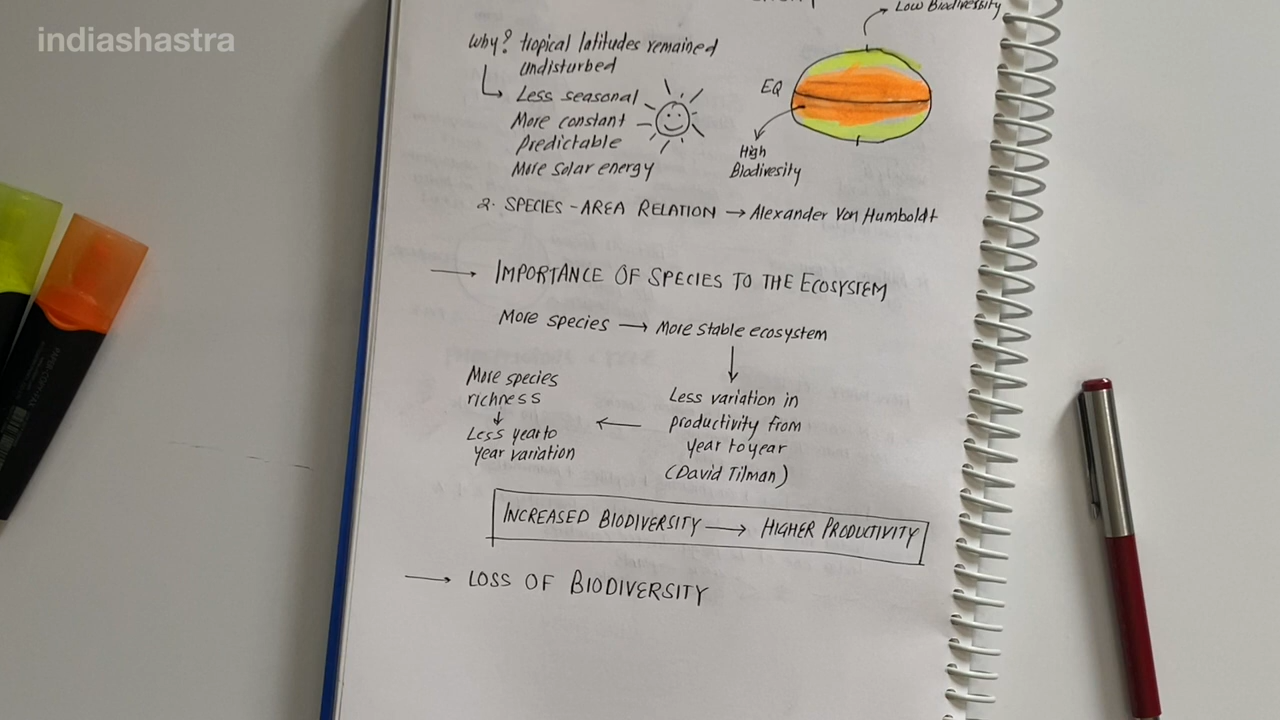 indiashastra
Low Biodiversity
Why? tropical latitudes remained
undisturbed
Less seasonal
More constant
Predictable
More solar energy
EQ
High
Biodivesity
2. SPECIES - AREA RELATION → Alexander Von Humboldt
→ IMPORTANCE OF SPECIES TO THE ECOSYSTEM
More species → More stable ecosystem
Less variation in
productivity from
year to year
(David Tilman)
More species
richness
Less year to
year variation
INCREASED BIODIVERSITY → HIGHER PRODUCTIVITY
→ LOSS OF BIODIVERSITY